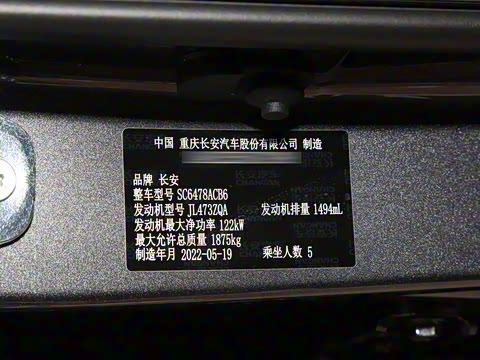 中国 重庆长安汽车股份有限公司 制造
品牌 长安
整车型号 SC6478ACB6
发动机型号 JL473ZQA 发动机排量 1494mL
发动机最大净功率 122kW
最大允许总质量 1875kg
制造年月 2022-05-19 乘坐人数 5